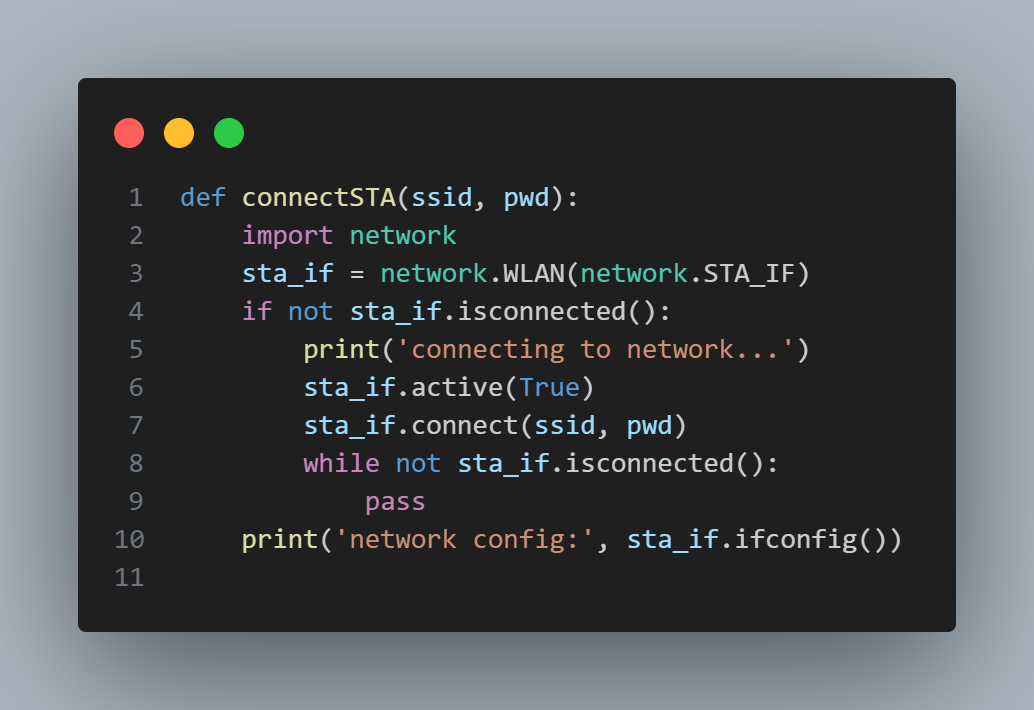 1 def connectSTA(ssid, pwd):
2     import network
3     sta_if = network.WLAN(network.STA_IF)
4     if not sta_if.isconnected():
5         print('connecting to network...')
6         sta_if.active(True)
7         sta_if.connect(ssid, pwd)
8         while not sta_if.isconnected():
9             pass
10     print('network config:', sta_if.ifconfig())
11